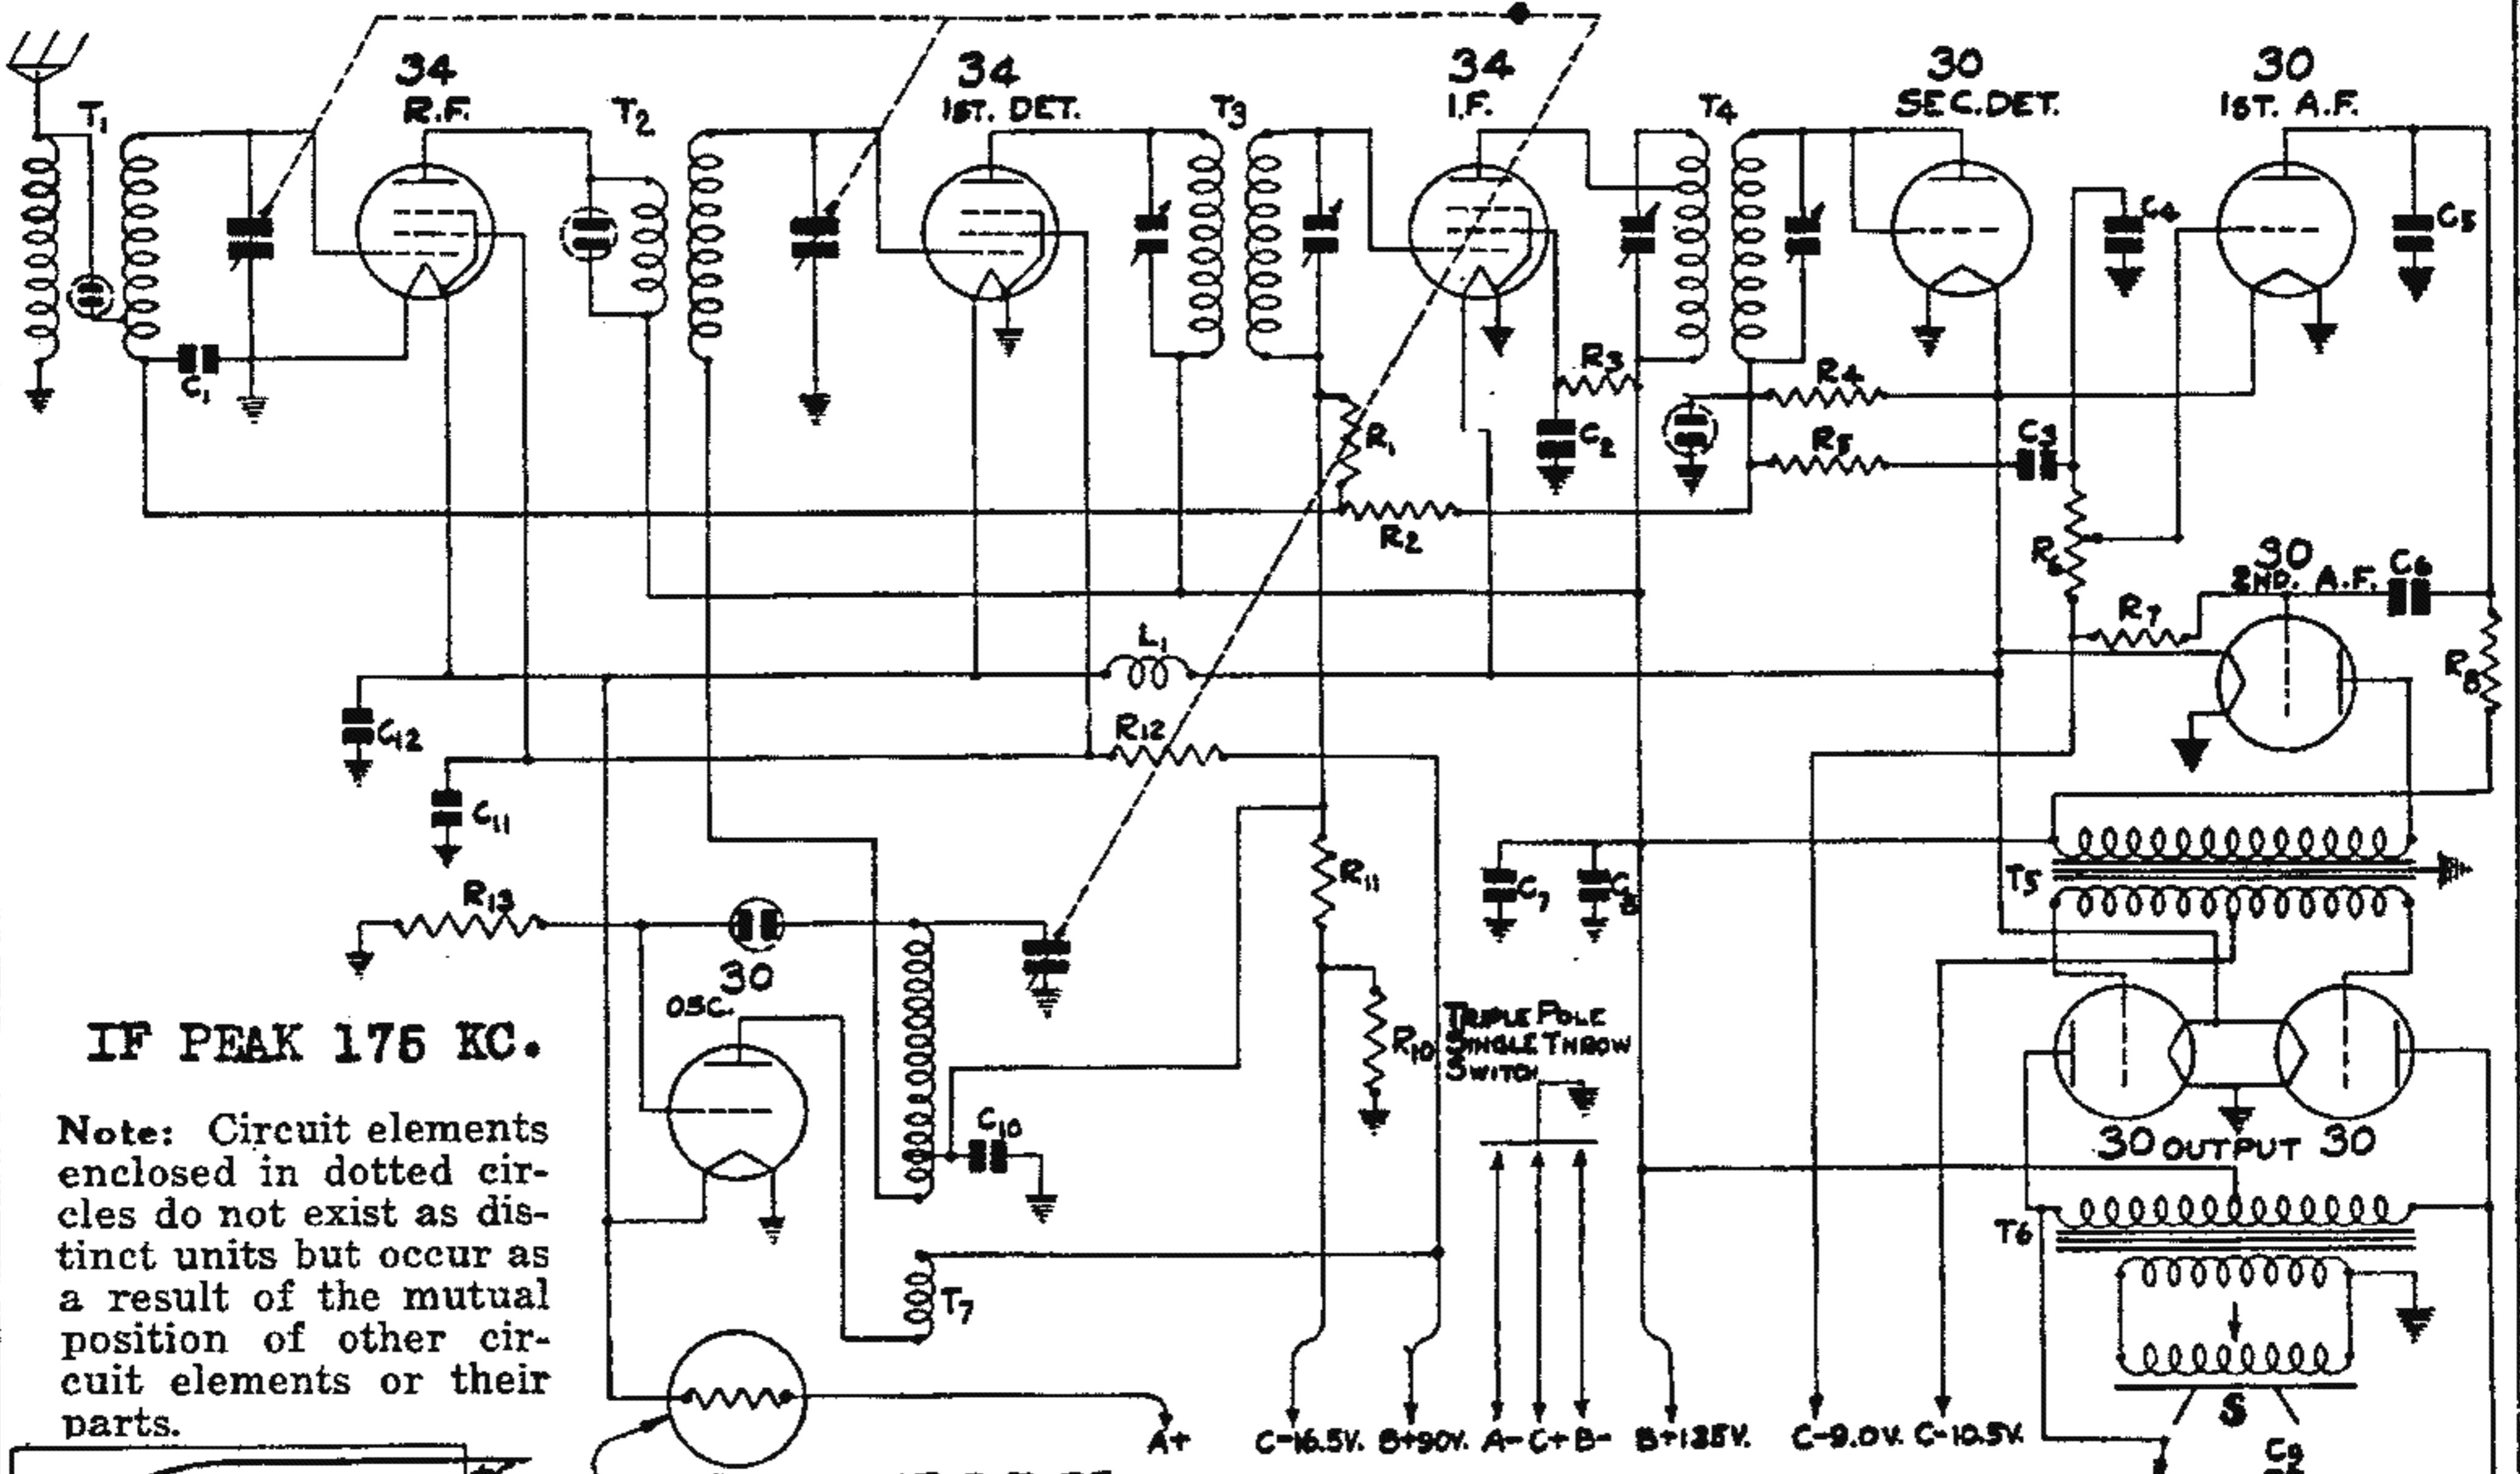 34
R.F.
34
1ST. DET.
34
I.F.
30
SEC. DET.
30
1ST. A.F.
T1
T2
T3
T4
C4
C5
C1
R3
R4
R1
C2
R5
C3
R2
R6
30
2ND. A.F.
C6
R7
L1
R8
C12
R12
C11
R11
C7
C8
T5
R13
30
OSC.
IF PEAK 175 KC.
R10
TRIPLE POLE
SINGLE THROW
SWITCH
Note: Circuit elements
enclosed in dotted cir-
cles do not exist as dis-
tinct units but occur as
a result of the mutual
position of other cir-
cuit elements or their
parts.
C10
30 OUTPUT 30
T6
T7
S
A+
C-16.5V. B+90V. A- C+ B- B+135V. C-9.0V. C-10.5V.
C9